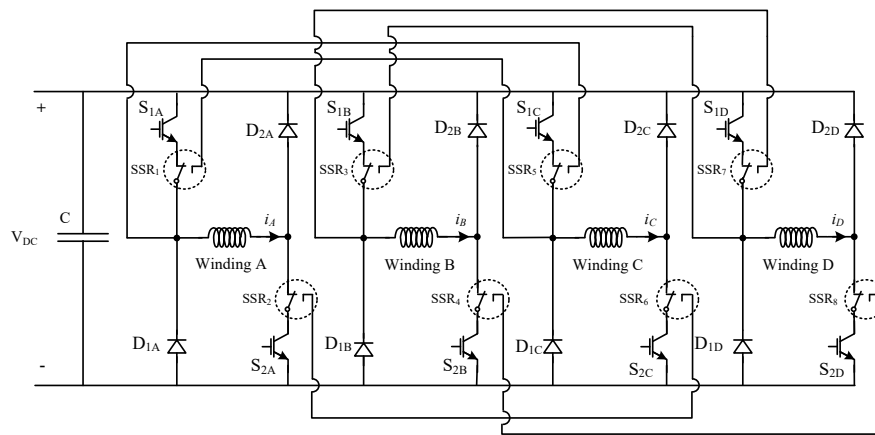 +
S1A
S1B
S1C
S1D
D2A
D2B
D2C
D2D
SSR1
SSR3
SSR5
SSR7
C
VDC
iA
iB
iC
iD
Winding A
Winding B
Winding C
Winding D
SSR2
SSR4
SSR6
SSR8
D1A
D1B
D1C
D1D
-
S2A
S2B
S2C
S2D